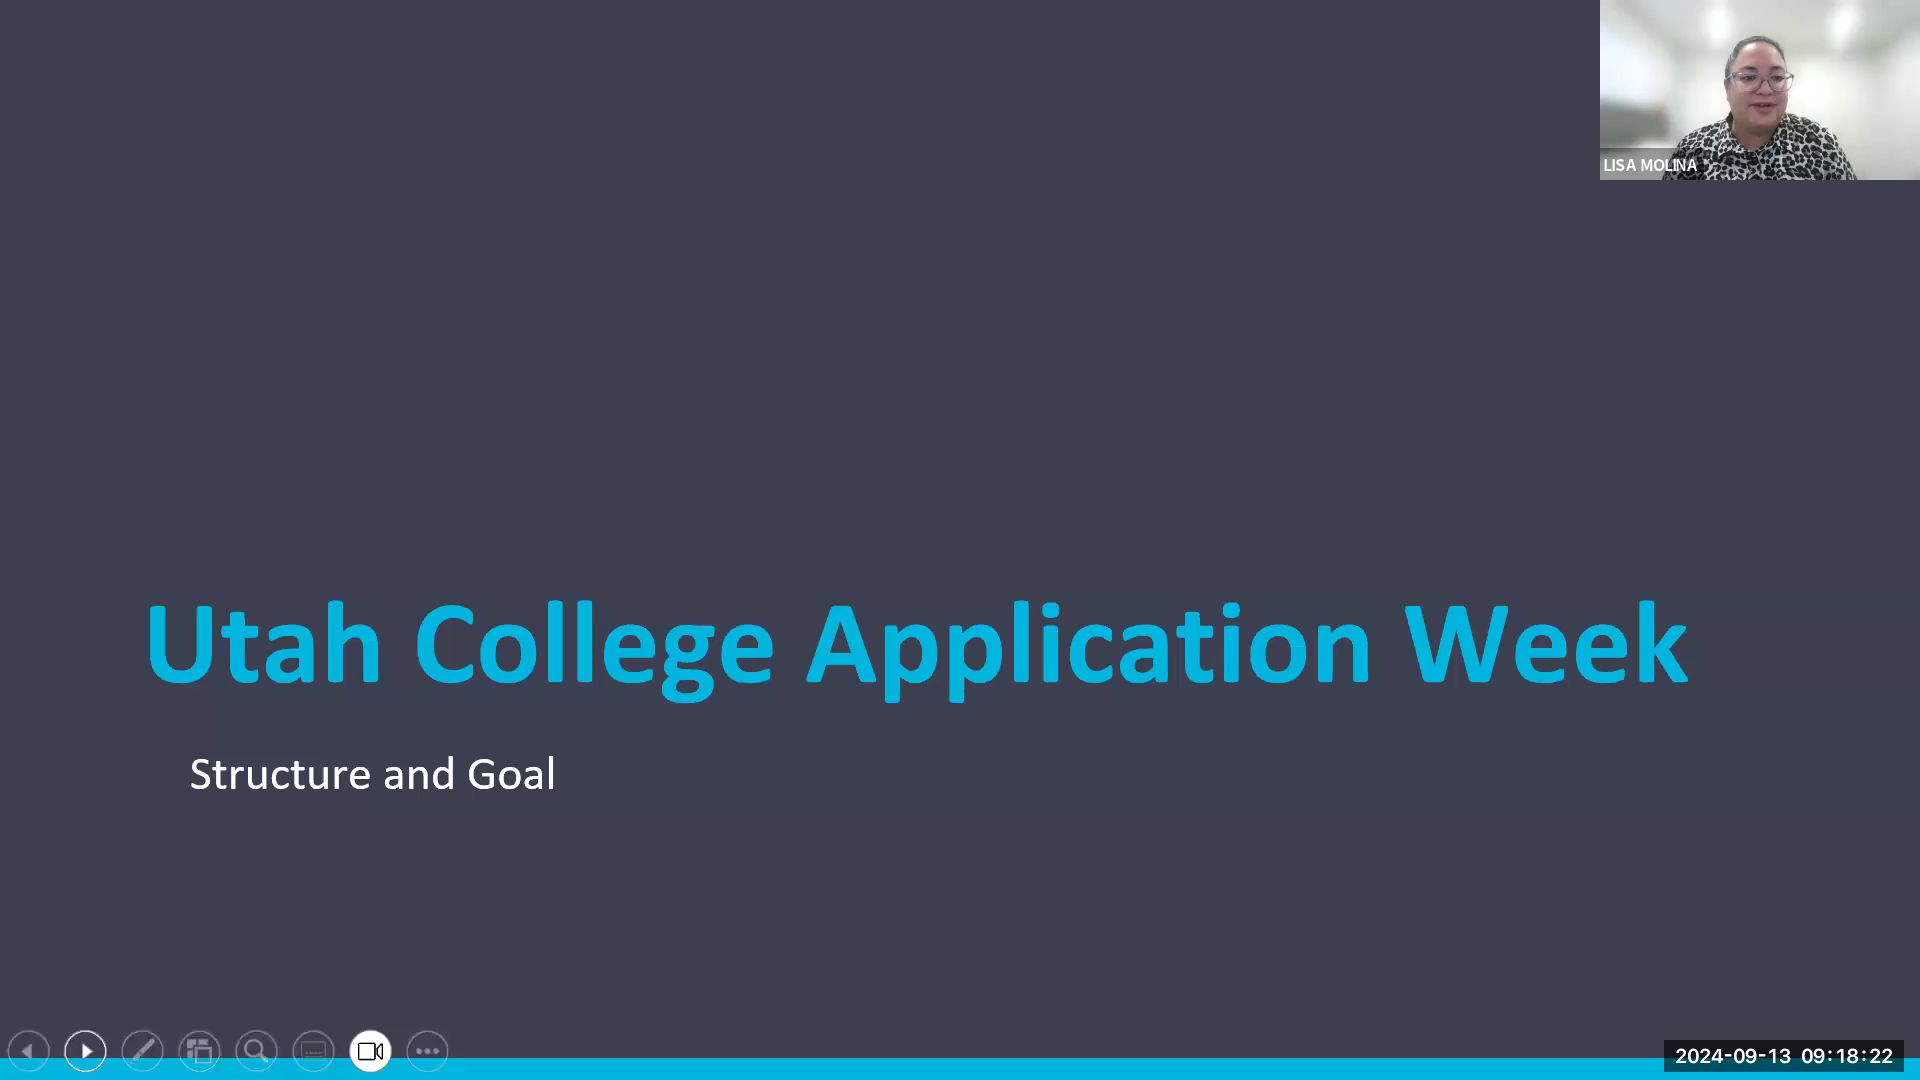 LISA MOLINA
Utah College Application Week
Structure and Goal
2024-09-13 09:18:22